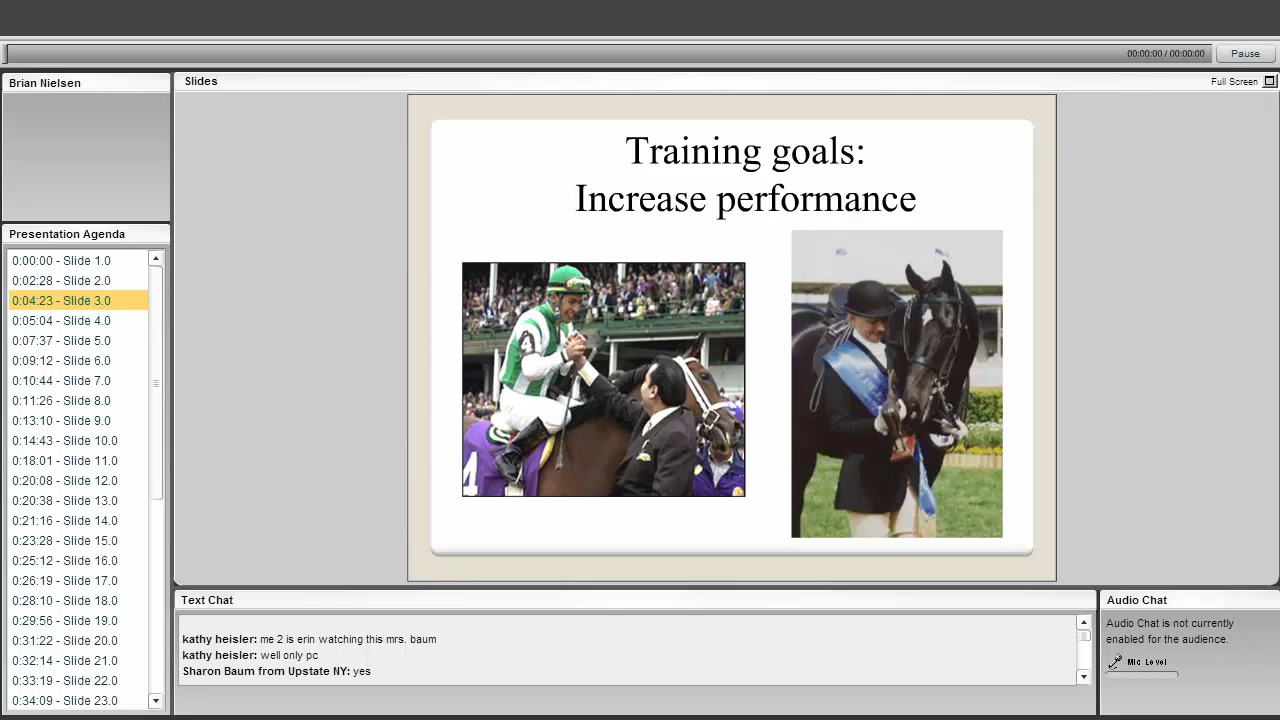 00:00:00 / 00:00:00
Pause
Brian Nielsen
Slides
Full Screen
Training goals:
Increase performance
4
4
Presentation Agenda
0:00:00 - Slide 1.0
0:02:28 - Slide 2.0
0:04:23 - Slide 3.0
0:05:04 - Slide 4.0
0:07:37 - Slide 5.0
0:09:12 - Slide 6.0
0:10:44 - Slide 7.0
0:11:26 - Slide 8.0
0:13:10 - Slide 9.0
0:14:43 - Slide 10.0
0:18:01 - Slide 11.0
0:20:08 - Slide 12.0
0:20:38 - Slide 13.0
0:21:16 - Slide 14.0
0:23:28 - Slide 15.0
0:25:12 - Slide 16.0
0:26:19 - Slide 17.0
0:28:10 - Slide 18.0
0:29:56 - Slide 19.0
0:31:22 - Slide 20.0
0:32:14 - Slide 21.0
0:33:19 - Slide 22.0
0:34:09 - Slide 23.0
Text Chat
kathy heisler: me 2 is erin watching this mrs. baum
kathy heisler: well only pc
Sharon Baum from Upstate NY: yes
Audio Chat
Audio Chat is not currently
enabled for the audience.
Mic Level